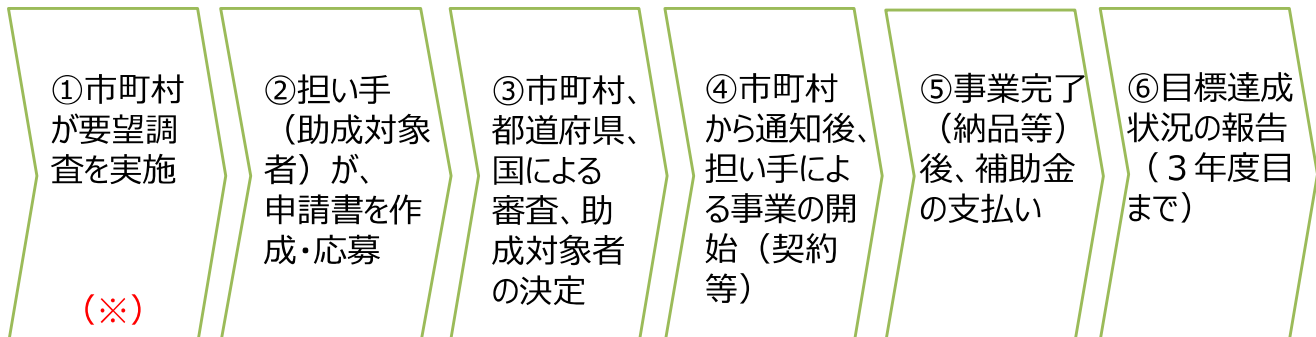 ①市町村
が要望調
査を実施
（※）
②担い手
（助成対象
者）が、
申請書を作
成・応募
③市町村、
都道府県、
国による
審査、助
成対象者
の決定
④市町村
から通知後、
担い手によ
る事業の開
始（契約
等）
⑤事業完了
（納品等）
後、補助金
の支払い
⑥目標達成
状況の報告
（３年度目
まで）